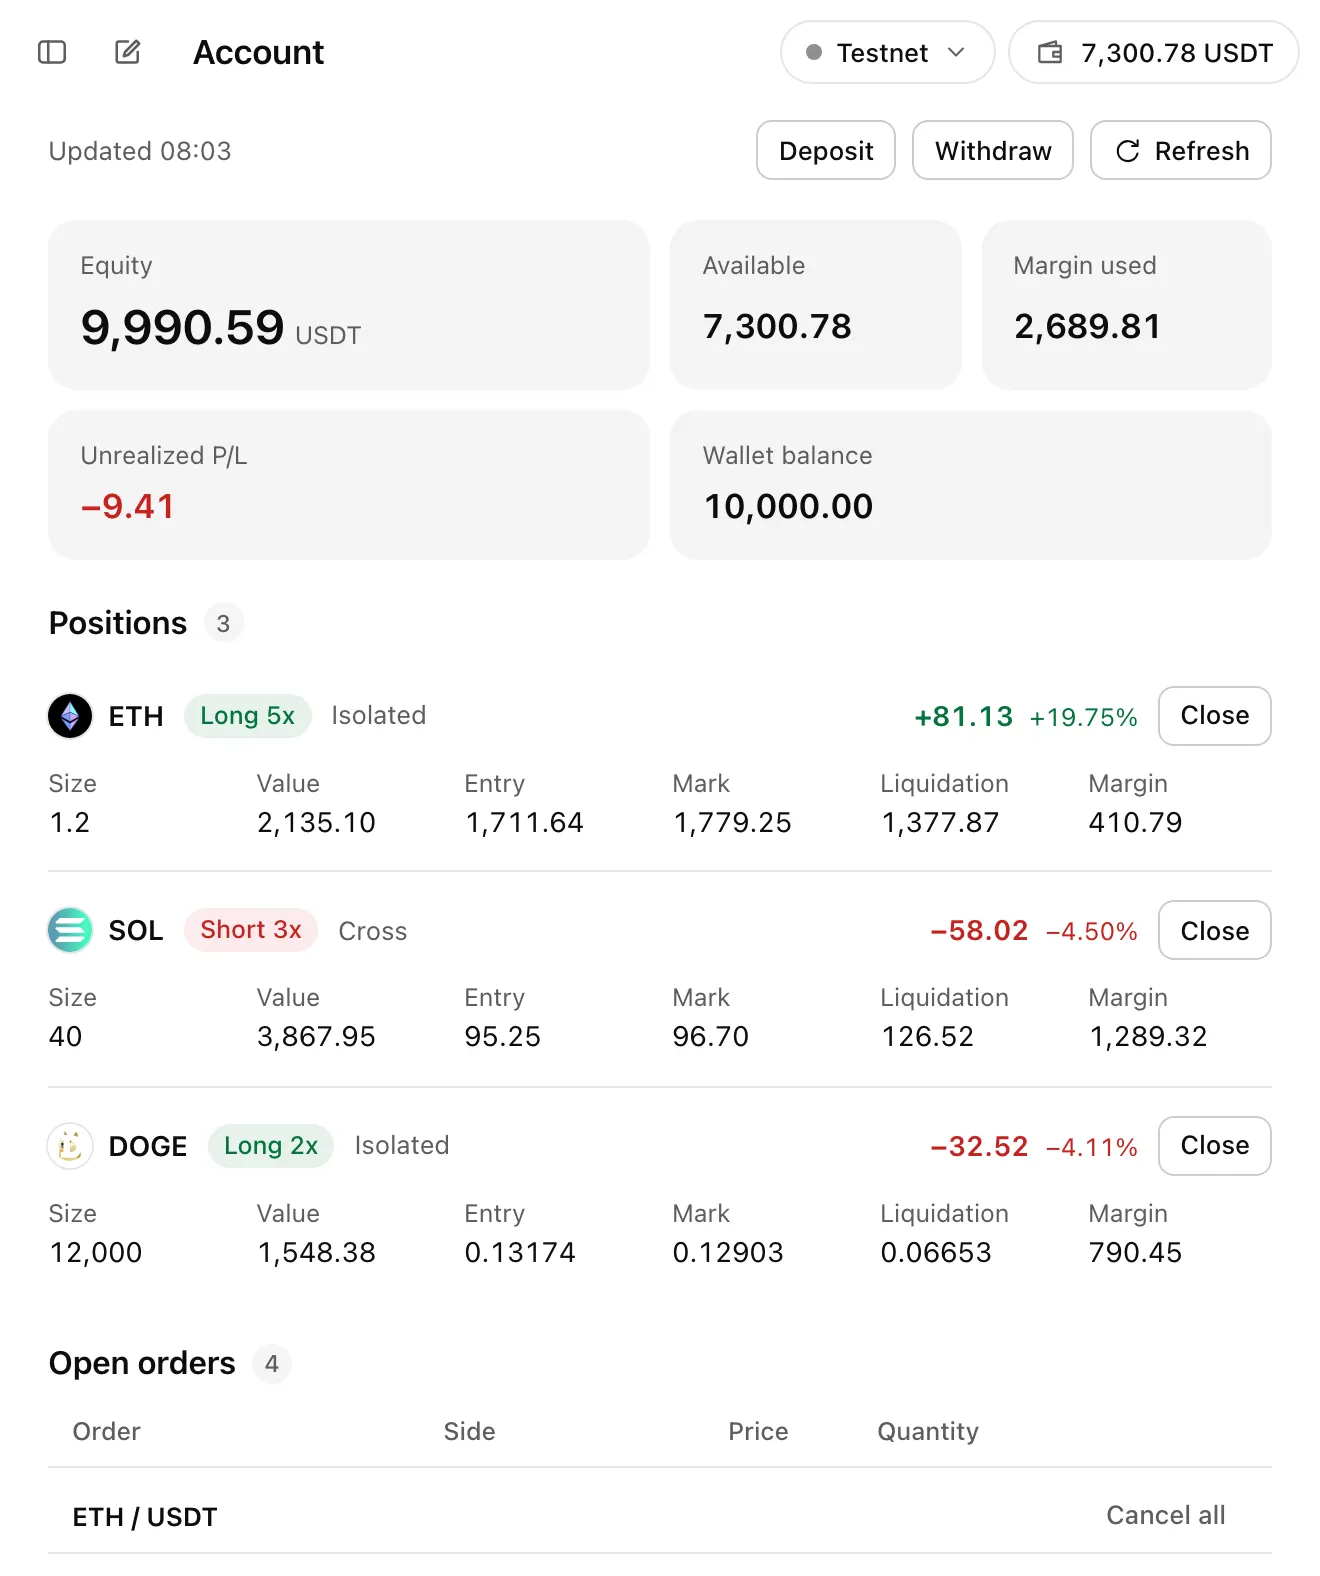 Account
Testnet
7,300.78 USDT
Updated 08:03
Deposit
Withdraw
Refresh
Equity
9,990.59 USDT
Available
7,300.78
Margin used
2,689.81
Unrealized P/L
−9.41
Wallet balance
10,000.00
Positions 3
ETH Long 5x Isolated +81.13 +19.75% Close
Size Value Entry Mark Liquidation Margin
1.2 2,135.10 1,711.64 1,779.25 1,377.87 410.79
SOL Short 3x Cross −58.02 −4.50% Close
Size Value Entry Mark Liquidation Margin
40 3,867.95 95.25 96.70 126.52 1,289.32
DOGE Long 2x Isolated −32.52 −4.11% Close
Size Value Entry Mark Liquidation Margin
12,000 1,548.38 0.13174 0.12903 0.06653 790.45
Open orders 4
Order Side Price Quantity
ETH / USDT Cancel all